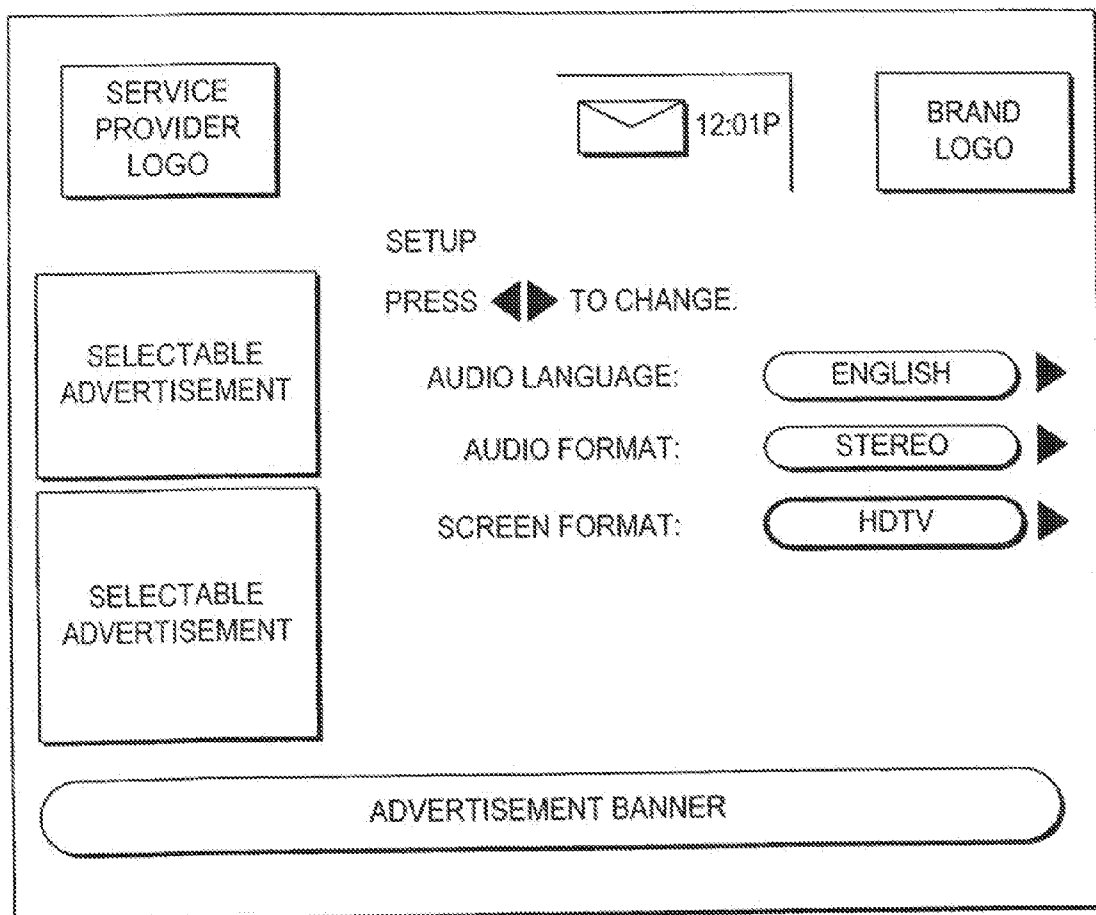 SERVICE
PROVIDER
LOGO
12:01P
BRAND
LOGO
SETUP
PRESS TO CHANGE.
SELECTABLE
ADVERTISEMENT
AUDIO LANGUAGE: ENGLISH
AUDIO FORMAT: STEREO
SCREEN FORMAT: HDTV
SELECTABLE
ADVERTISEMENT
ADVERTISEMENT BANNER